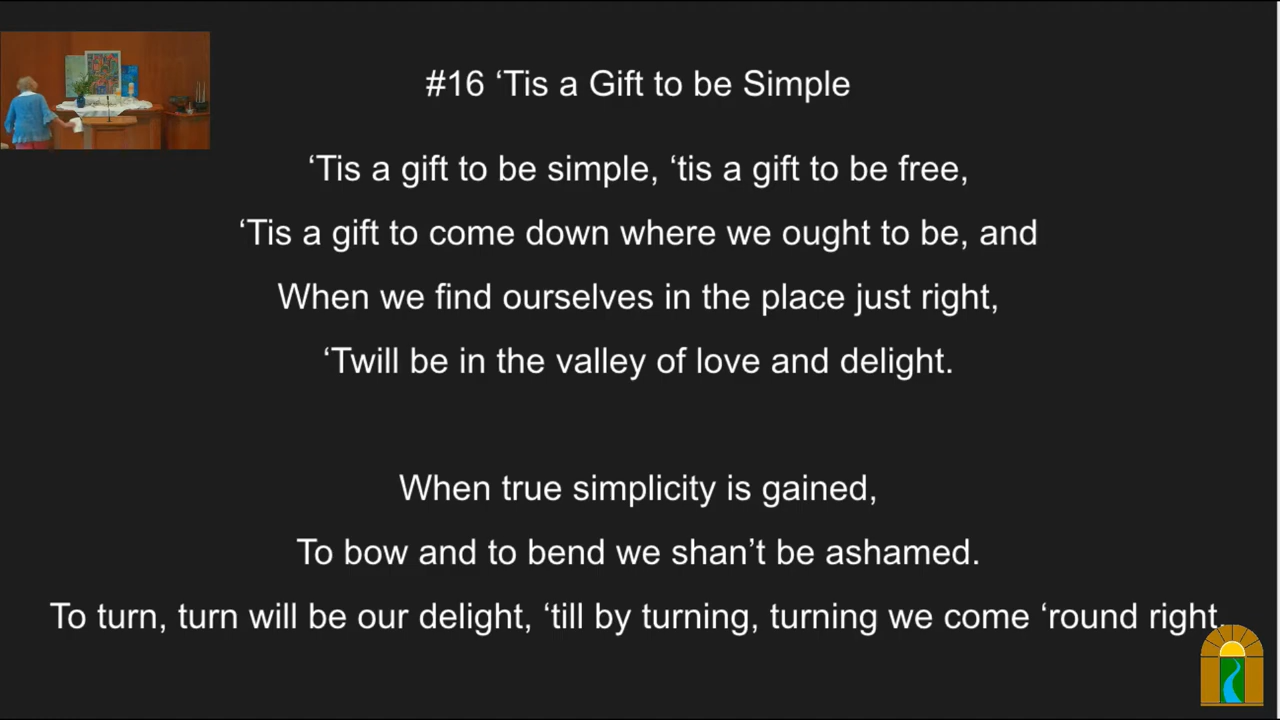 #16 ‘Tis a Gift to be Simple
‘Tis a gift to be simple, ‘tis a gift to be free,
‘Tis a gift to come down where we ought to be, and
When we find ourselves in the place just right,
‘Twill be in the valley of love and delight.
When true simplicity is gained,
To bow and to bend we shan’t be ashamed.
To turn, turn will be our delight, ‘till by turning, turning we come ‘round right.